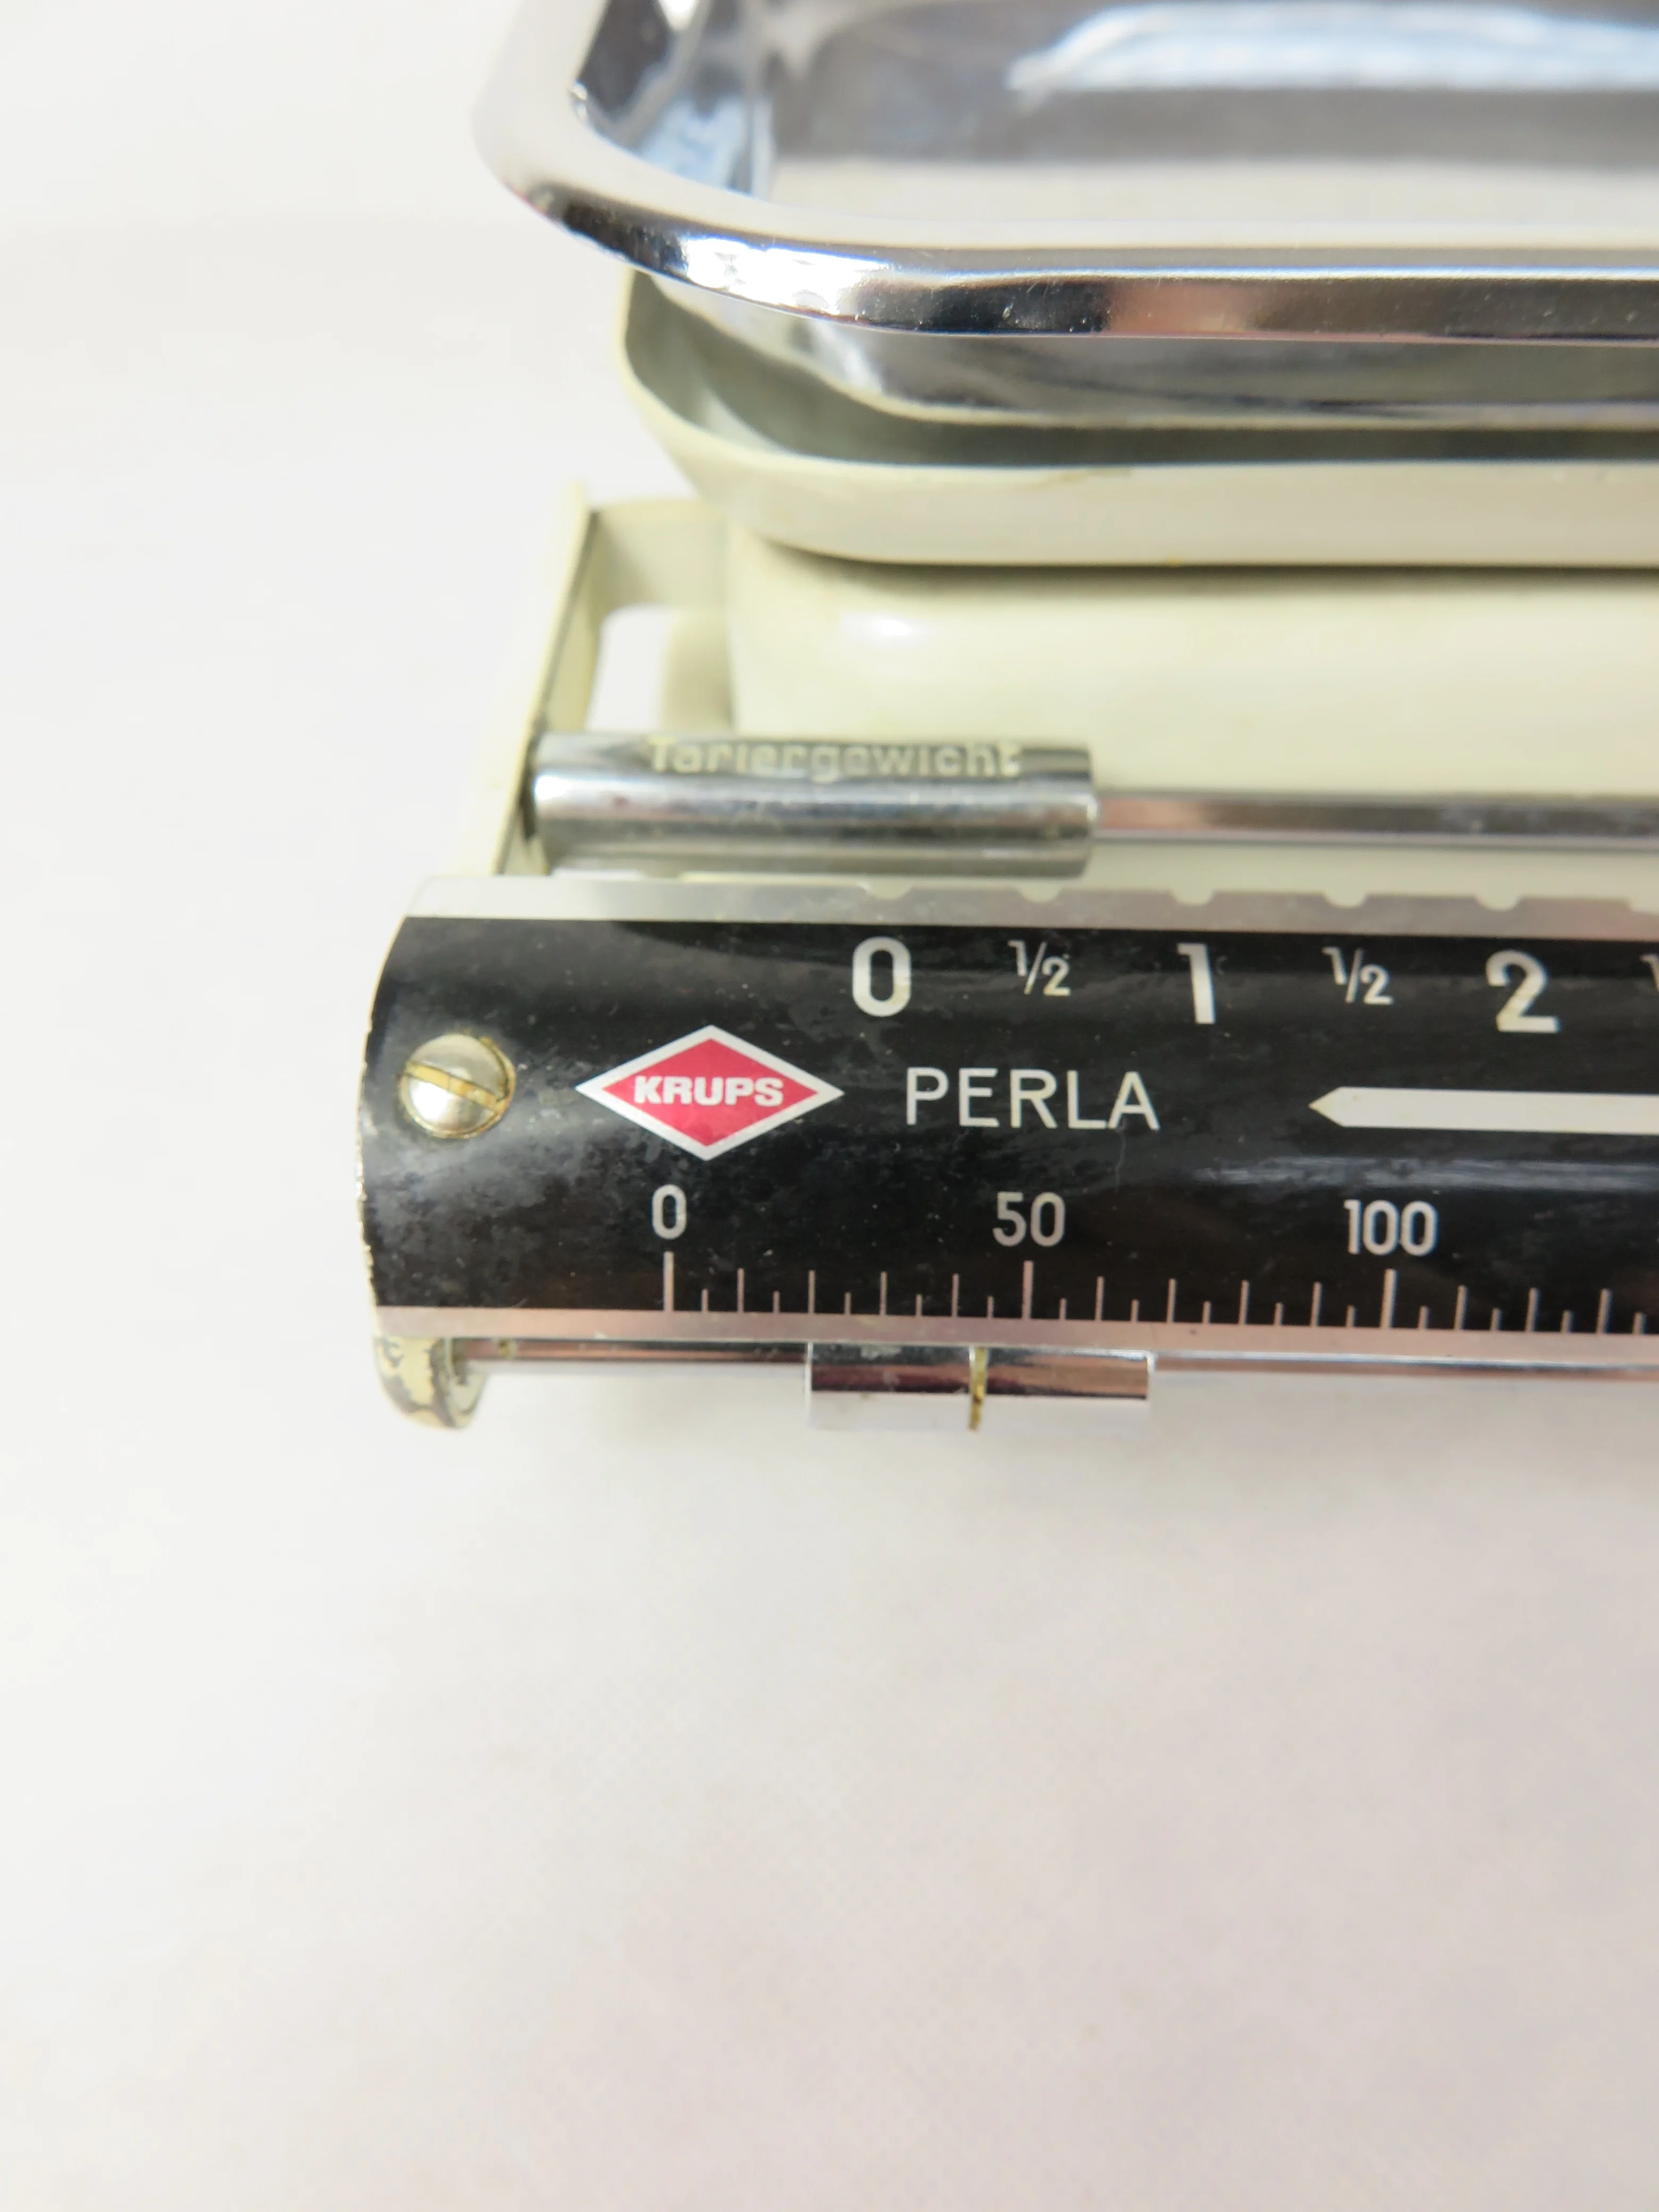 Tariergewicht
0 1/2 1 1/2 2
KRUPS PERLA
0 50 100